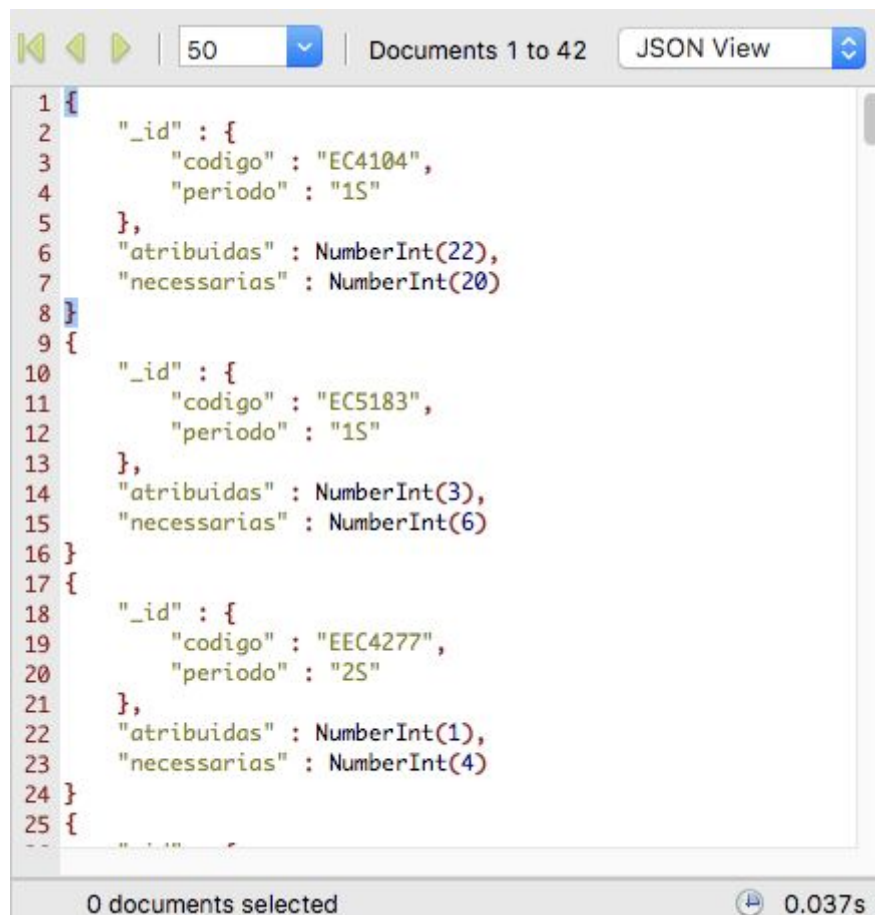 50 Documents 1 to 42 JSON View
1 {
2 "_id" : {
3 "codigo" : "EC4104",
4 "periodo" : "1S"
5 },
6 "atribuidas" : NumberInt(22),
7 "necessarias" : NumberInt(20)
8 }
9 {
10 "_id" : {
11 "codigo" : "EC5183",
12 "periodo" : "1S"
13 },
14 "atribuidas" : NumberInt(3),
15 "necessarias" : NumberInt(6)
16 }
17 {
18 "_id" : {
19 "codigo" : "EEC4277",
20 "periodo" : "2S"
21 },
22 "atribuidas" : NumberInt(1),
23 "necessarias" : NumberInt(4)
24 }
25 {
0 documents selected 0.037s